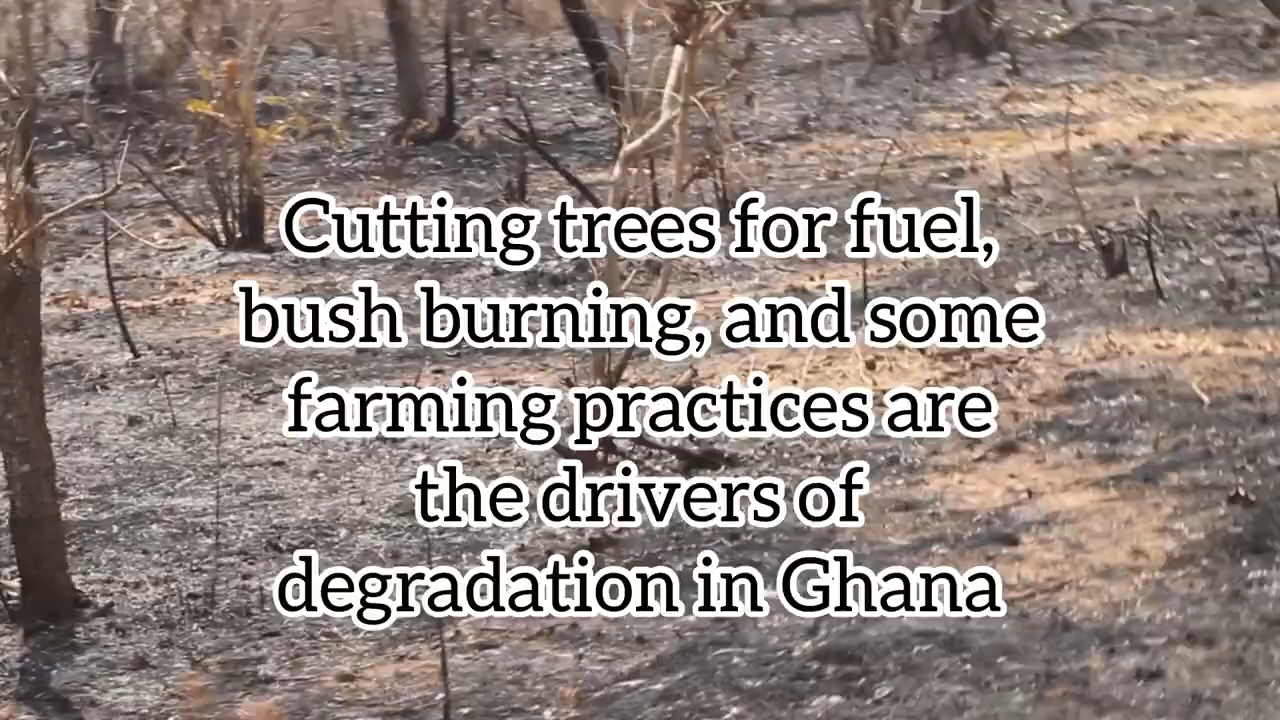 Cutting trees for fuel,
bush burning, and some
farming practices are
the drivers of
degradation in Ghana